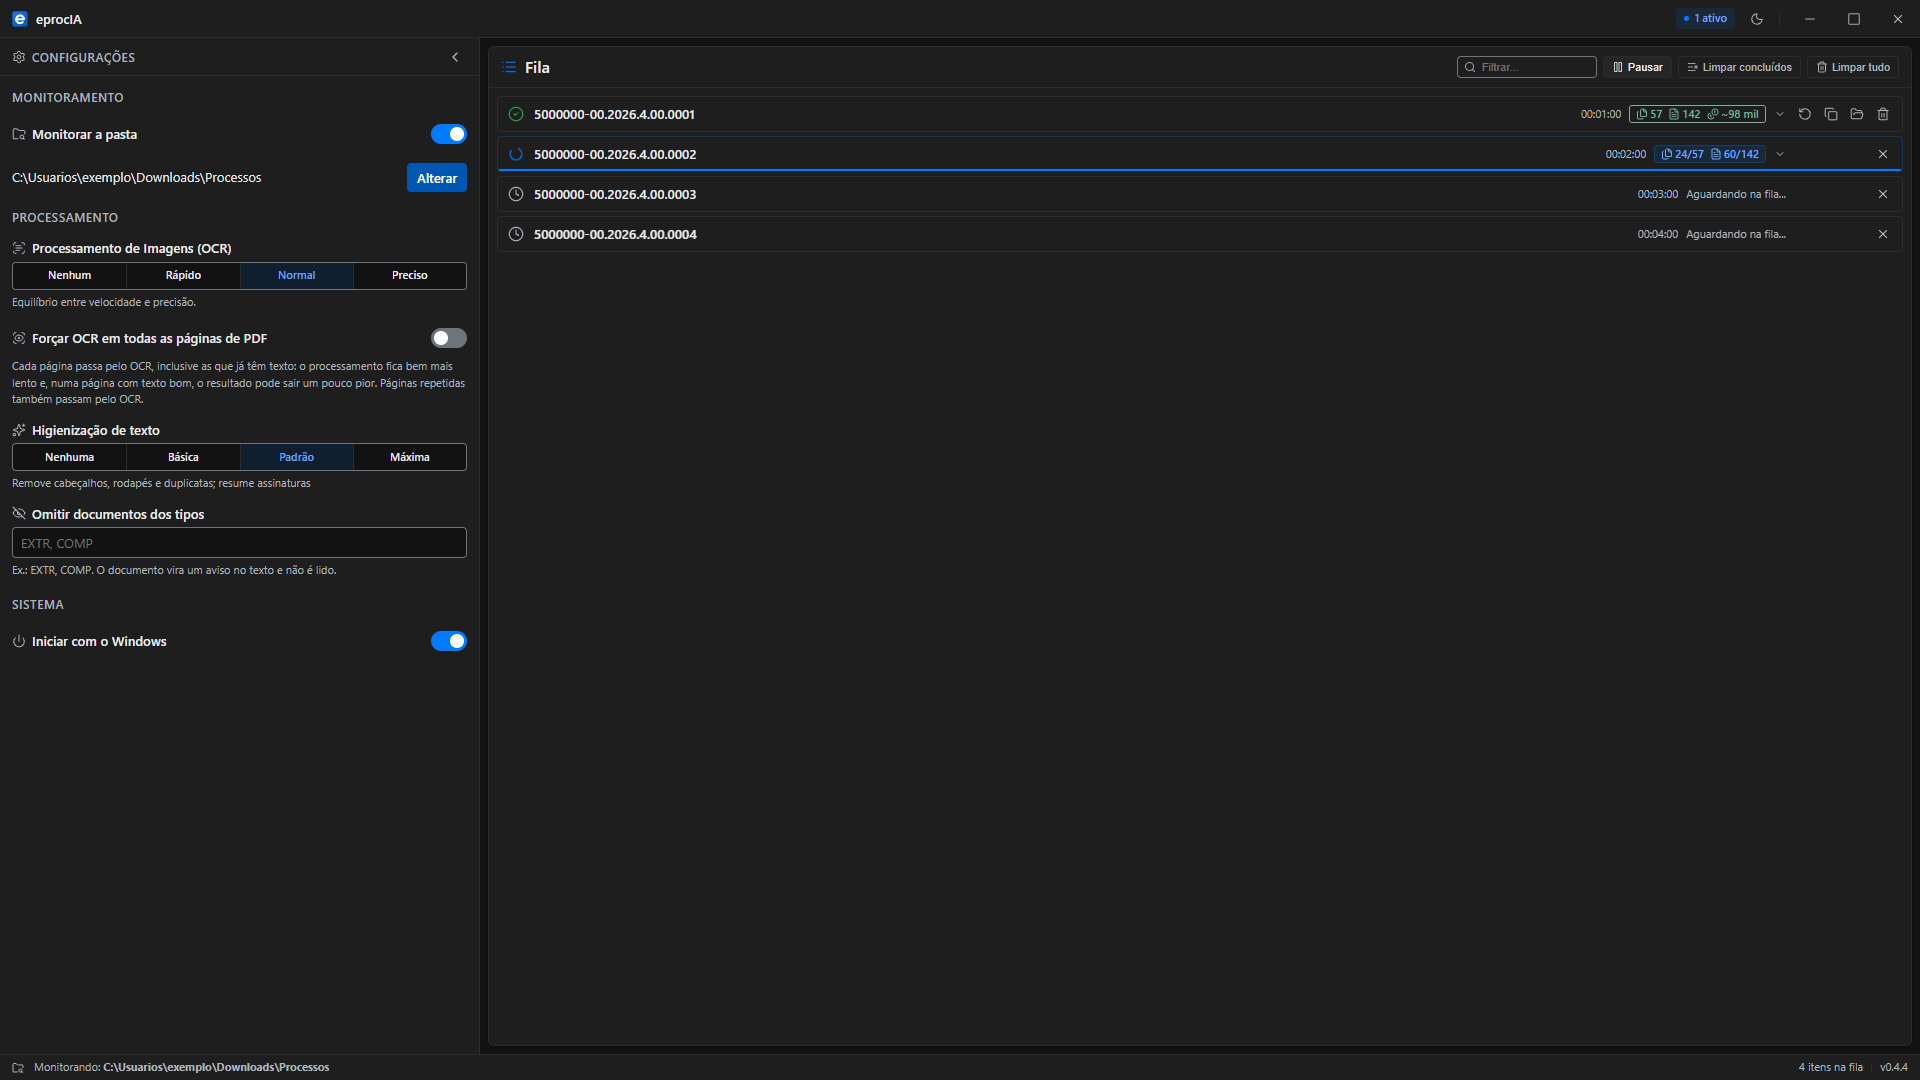 eprocIA
1 ativo
CONFIGURAÇÕES
MONITORAMENTO
Monitorar a pasta
C:\Usuarios\exemplo\Downloads\Processos
Alterar
PROCESSAMENTO
Processamento de Imagens (OCR)
Nenhum Rápido Normal Preciso
Equilíbrio entre velocidade e precisão.
Forçar OCR em todas as páginas de PDF
Cada página passa pelo OCR, inclusive as que já têm texto: o processamento fica bem mais
lento e, numa página com texto bom, o resultado pode sair um pouco pior. Páginas repetidas
também passam pelo OCR.
Higienização de texto
Nenhuma Básica Padrão Máxima
Remove cabeçalhos, rodapés e duplicatas; resume assinaturas
Omitir documentos dos tipos
EXTR, COMP
Ex.: EXTR, COMP. O documento vira um aviso no texto e não é lido.
SISTEMA
Iniciar com o Windows
Fila
Filtrar... Pausar Limpar concluídos Limpar tudo
5000000-00.2026.4.00.0001 00:01:00 57 142 ~98 mil
5000000-00.2026.4.00.0002 00:02:00 24/57 60/142
5000000-00.2026.4.00.0003 00:03:00 Aguardando na fila...
5000000-00.2026.4.00.0004 00:04:00 Aguardando na fila...
Monitorando: C:\Usuarios\exemplo\Downloads\Processos
4 itens na fila v0.4.4